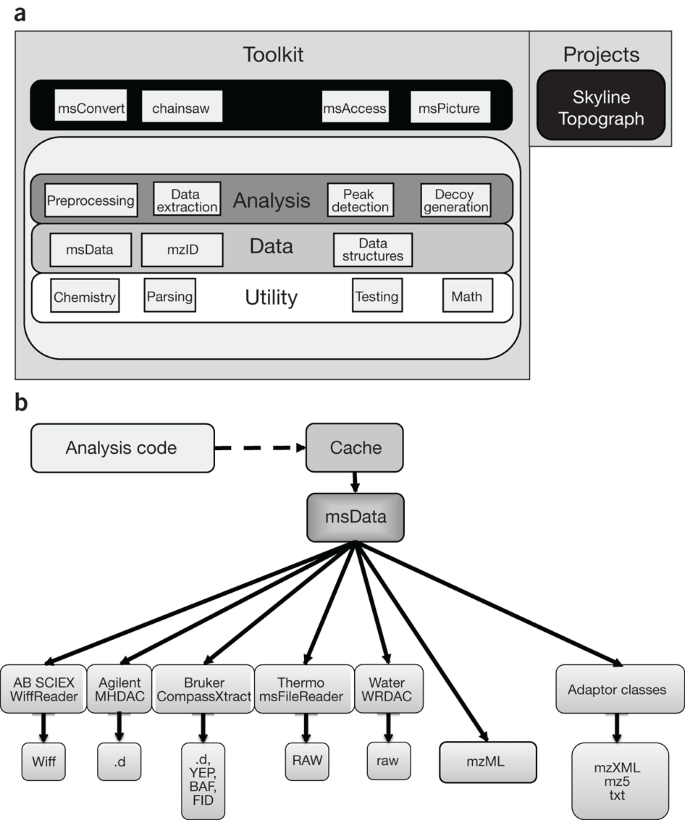 a
Toolkit
Projects
msConvert
chainsaw
msAccess
msPicture
Skyline
Topograph
Preprocessing
Data
extraction
Analysis
Peak
detection
Decoy
generation
msData
mzID
Data
Data
structures
Chemistry
Parsing
Utility
Testing
Math
b
Analysis code
Cache
msData
AB SCIEX
WiffReader
Agilent
MHDAC
Bruker
CompassXtract
Thermo
msFileReader
Water
WRDAC
Adaptor classes
Wiff
.d
.d,
YEP,
BAF,
FID
RAW
raw
mzML
mzXML
mz5
txt